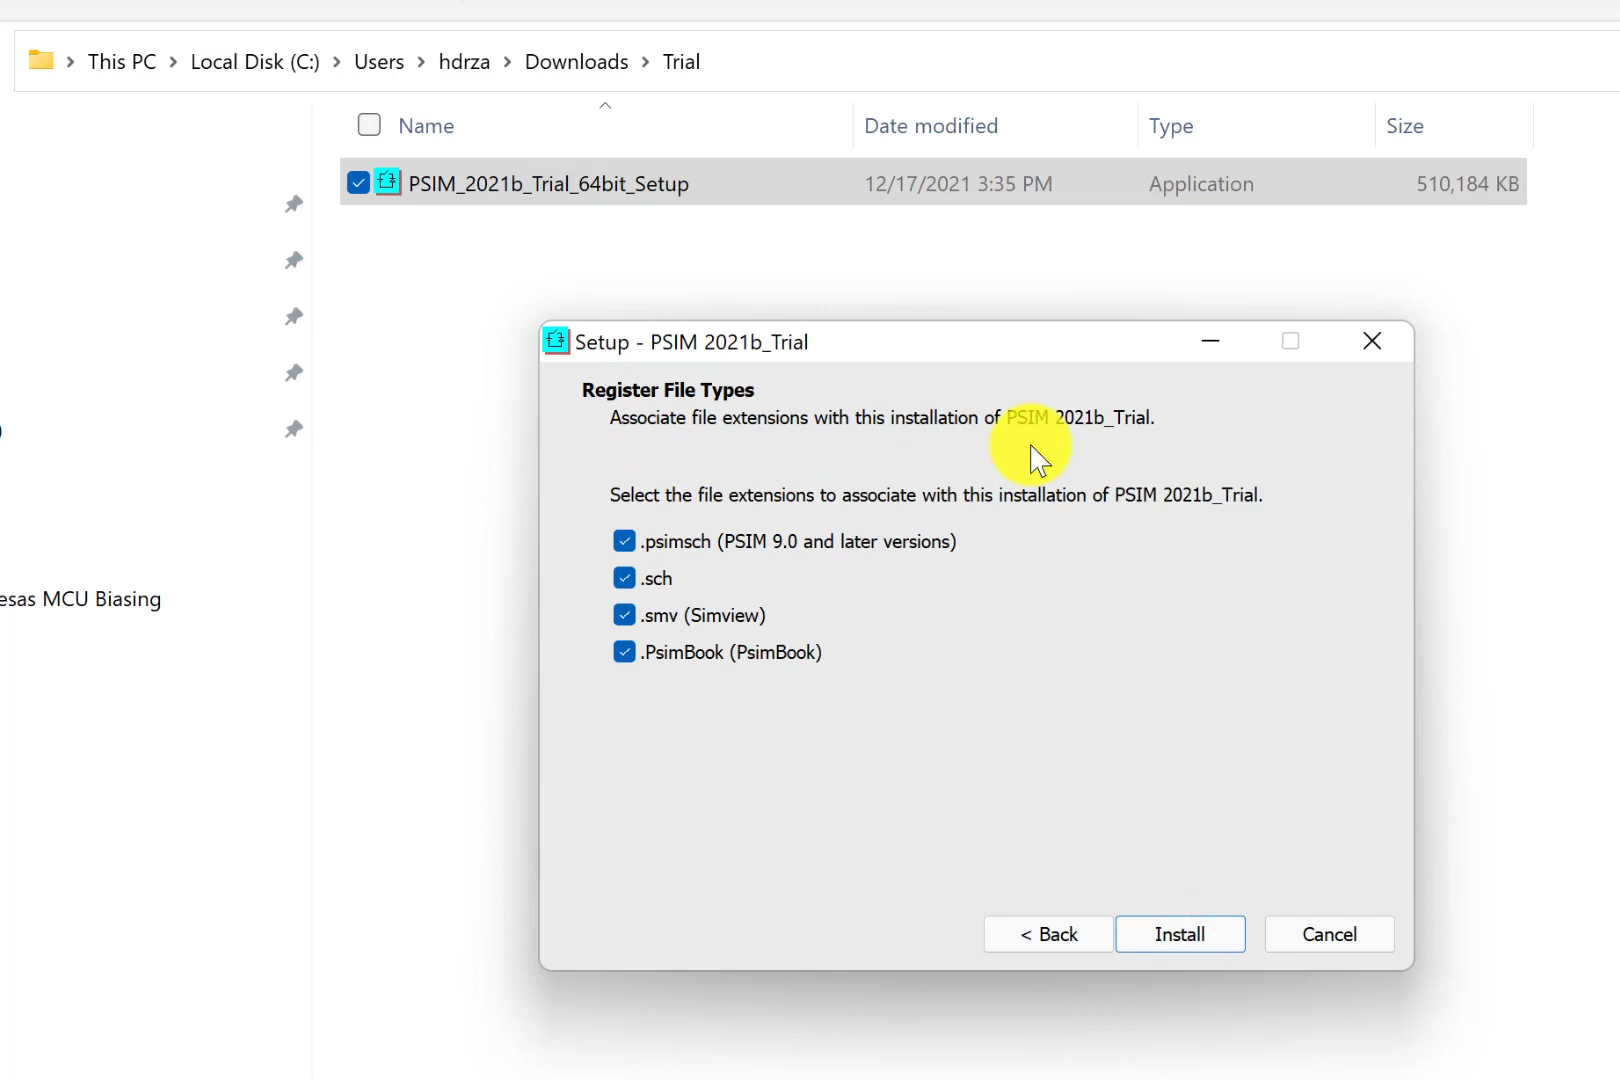 This PC > Local Disk (C:) > Users > hdrza > Downloads > Trial
Name Date modified Type Size
PSIM_2021b_Trial_64bit_Setup 12/17/2021 3:35 PM Application 510,184 KB
Setup - PSIM 2021b_Trial
Register File Types
Associate file extensions with this installation of PSIM 2021b_Trial.
Select the file extensions to associate with this installation of PSIM 2021b_Trial.
.psimsch (PSIM 9.0 and later versions)
.sch
.smv (Simview)
.PsimBook (PsimBook)
esas MCU Biasing
< Back Install Cancel